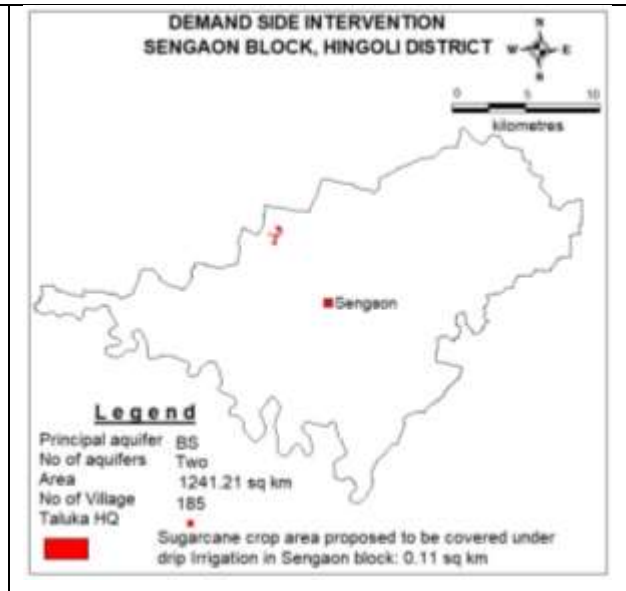 DEMAND SIDE INTERVENTION
SENGAON BLOCK, HINGOLI DISTRICT
N
W E
S
0 5 10
kilometres
Sengaon
Legend
Principal aquifer BS
No of aquifers Two
Area 1241.21 sq km
No of Village 185
Taluka HQ
Sugarcane crop area proposed to be covered under
drip Irrigation in Sengaon block: 0.11 sq km